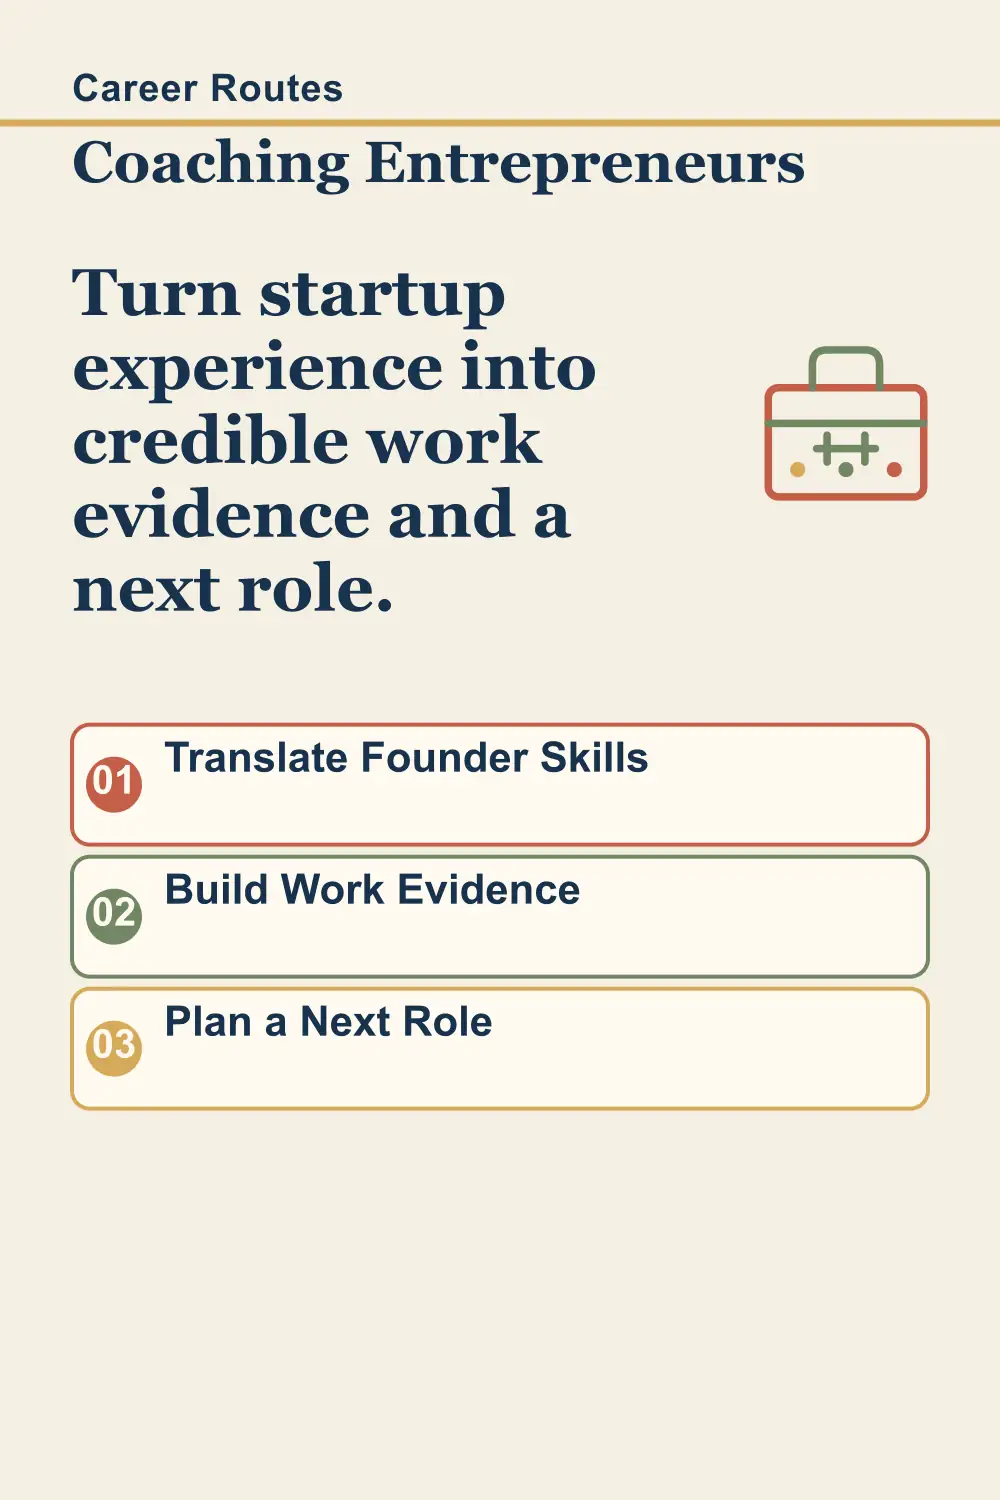 Career Routes
Coaching Entrepreneurs
Turn startup
experience into
credible work
evidence and a
next role.
01
Translate Founder Skills
02
Build Work Evidence
03
Plan a Next Role